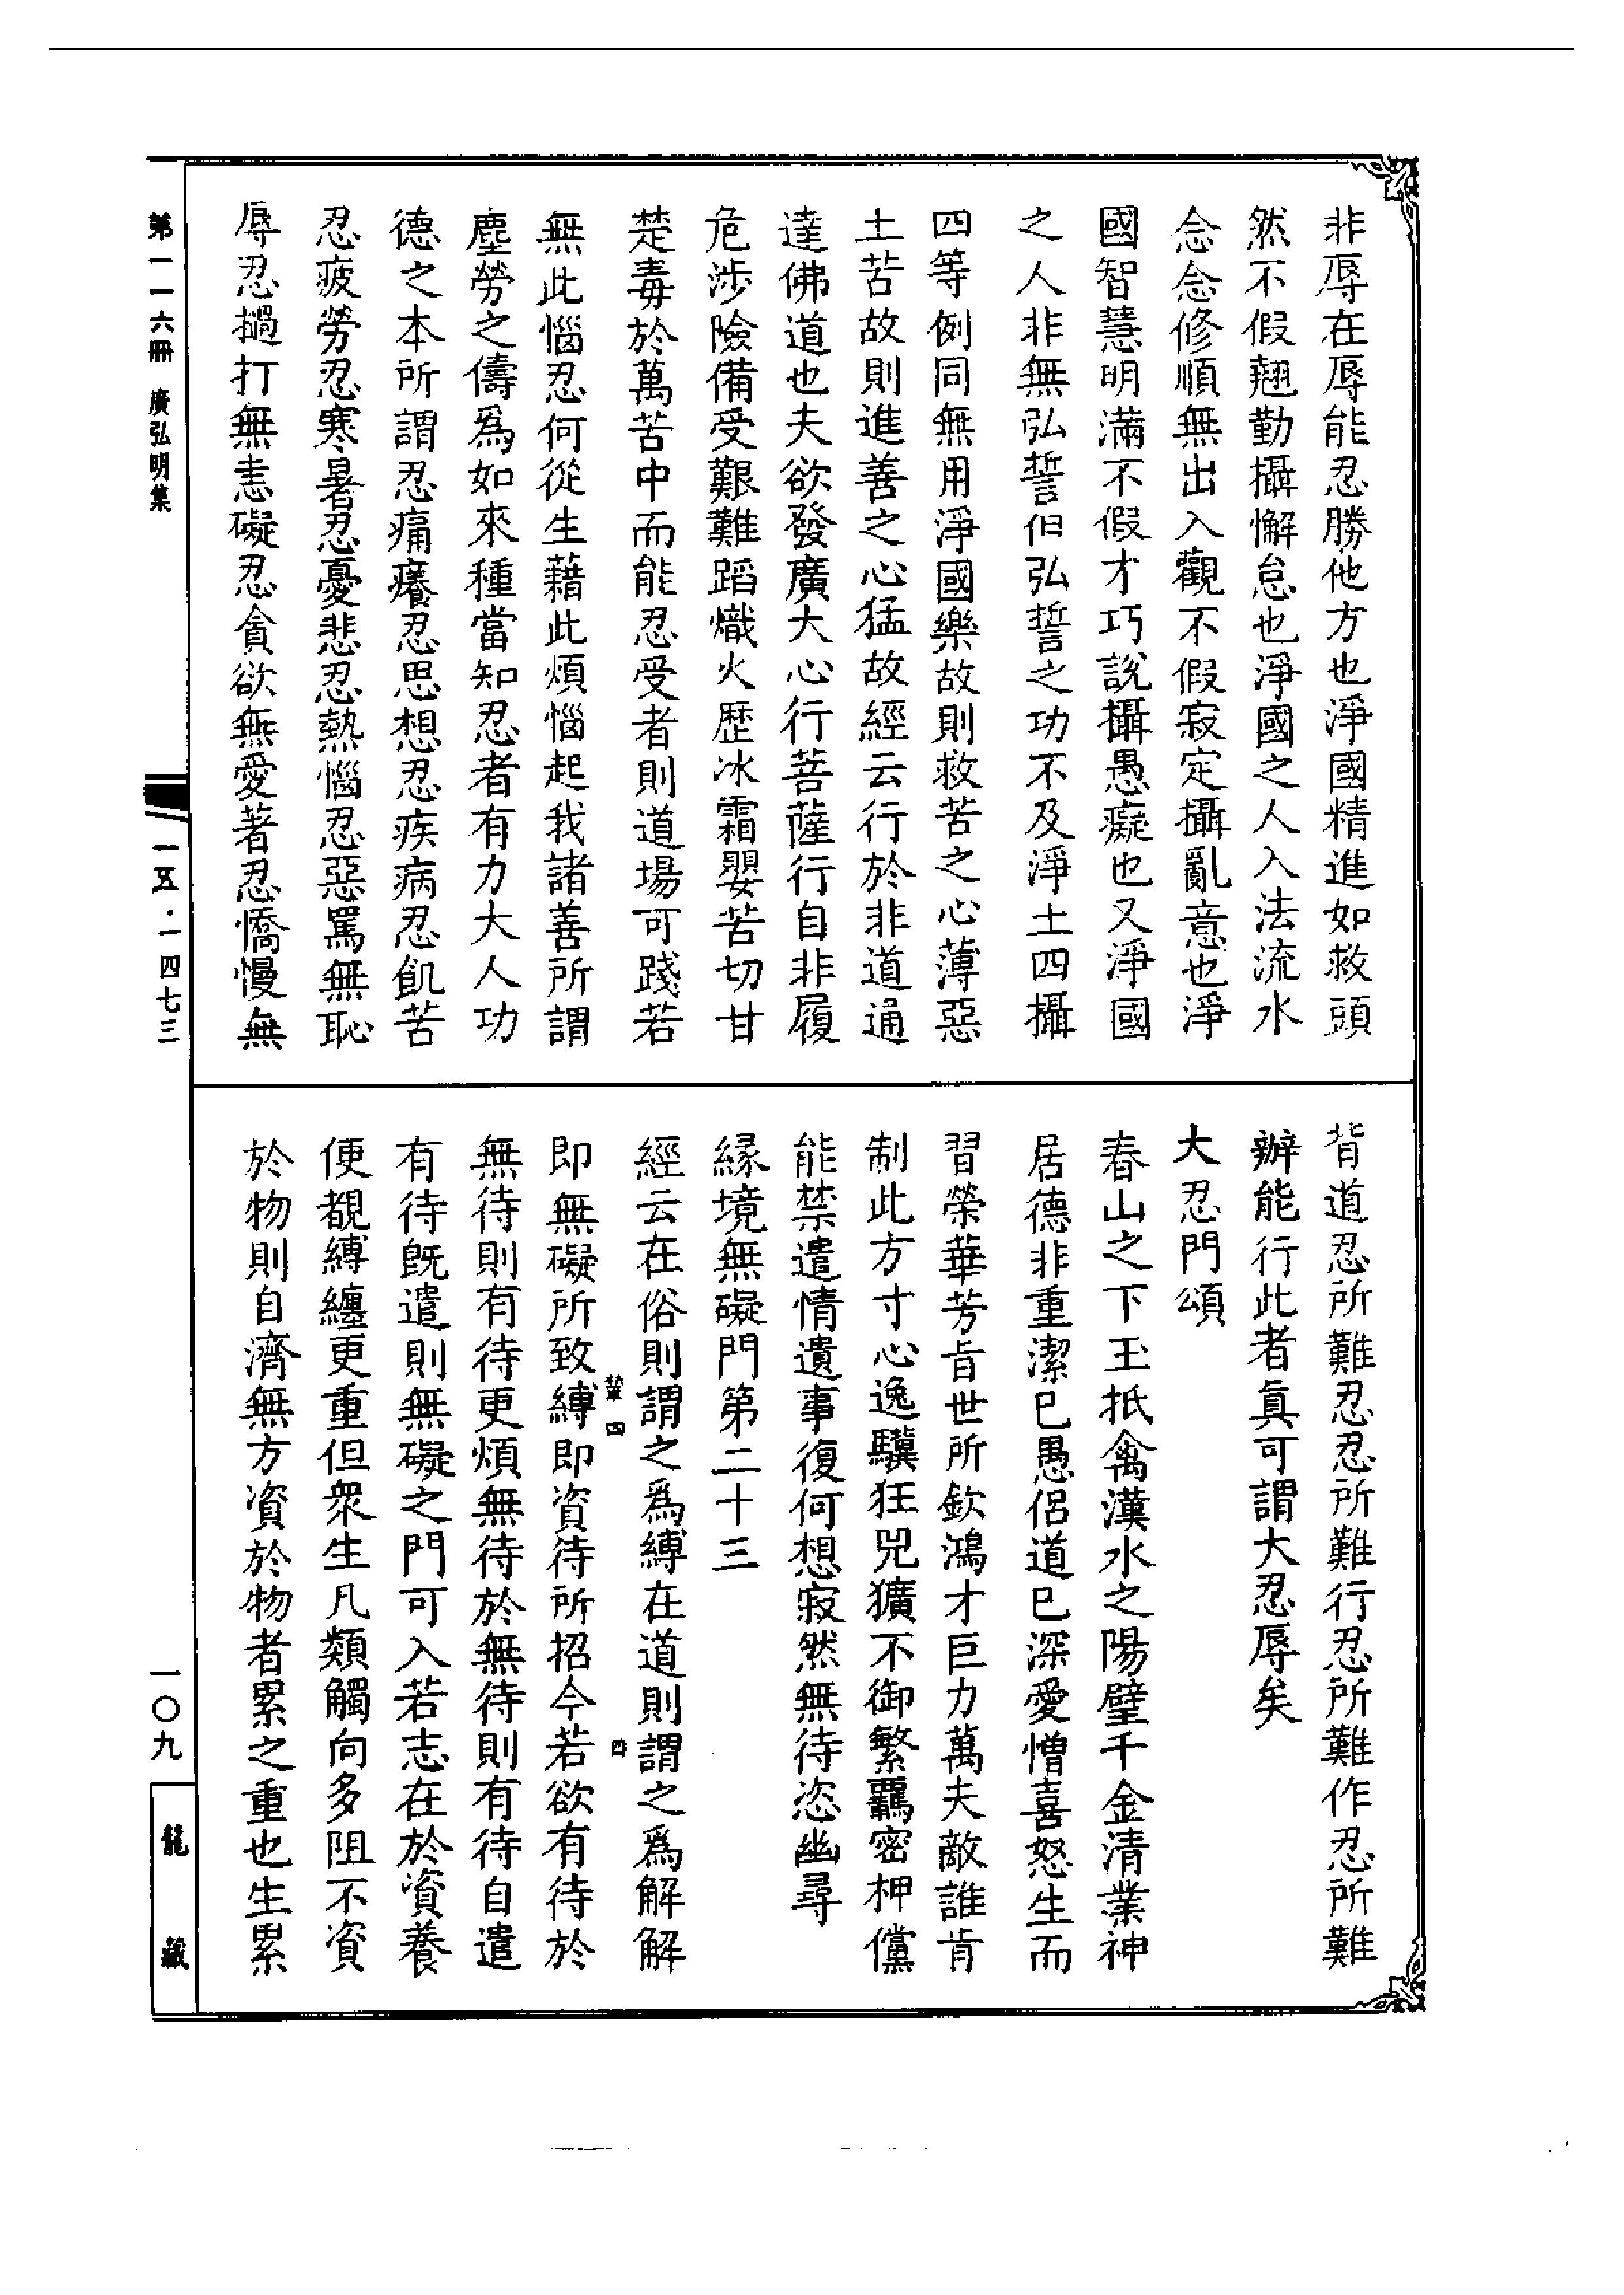 非辱在辱能忍勝他方也淨國精進如救頭
然不假翹勤攝懈怠也淨國之人入法流水
念念修順無出入觀不假寂定攝亂意也淨
國智慧明滿不假才巧說攝愚癡也又淨國
之人非無弘誓但弘誓之功不及淨土四攝
四等例同無用淨國樂故則救苦之心薄惡
土苦故則進善之心猛故經云行於非道通
達佛道也夫欲發廣大心行菩薩行自非履
危涉險備受艱難蹈熾火歷冰霜嬰苦切甘
楚毒於萬苦中而能忍受者則道場可踐若
無此惱忍何從生藉此煩惱起我諸善所謂
塵勞之儔爲如來種當知忍者有力大人功
德之本所謂忍痛癢忍思想忍疾病忍飢苦
忍疲勞忍寒暑忍憂悲忍熱惱忍惡罵無恥
辱忍撾打無恚礙忍貪欲無愛著忍憍慢無
背道忍所難忍忍所難行忍所難作忍所難
辦能行此者眞可謂大忍辱矣
大忍門頌
春山之下玉抵禽漢水之陽璧千金清業神
居德非重潔巳愚侶道巳深愛憎喜怒生而
習榮華芳旨世所欽鴻才巨力萬夫敵誰肯
制此方寸心逸驥狂兕獷不御繁羈密柙儻
能禁遣情遺事復何想寂然無待恣幽尋
緣境無礙門第二十三
經云在俗則謂之爲縛在道則謂之爲解解
即無礙所致縛即資待所招今若欲有待於
無待則有待更煩無待於無待則有待自遣
有待旣遣則無礙之門可入若志在於資養
便覩縛纏更重但衆生凡類觸向多阻不資
於物則自濟無方資於物者累之重也生累
第一一六冊 廣弘明集
一五·一四七三
一〇九
龍藏